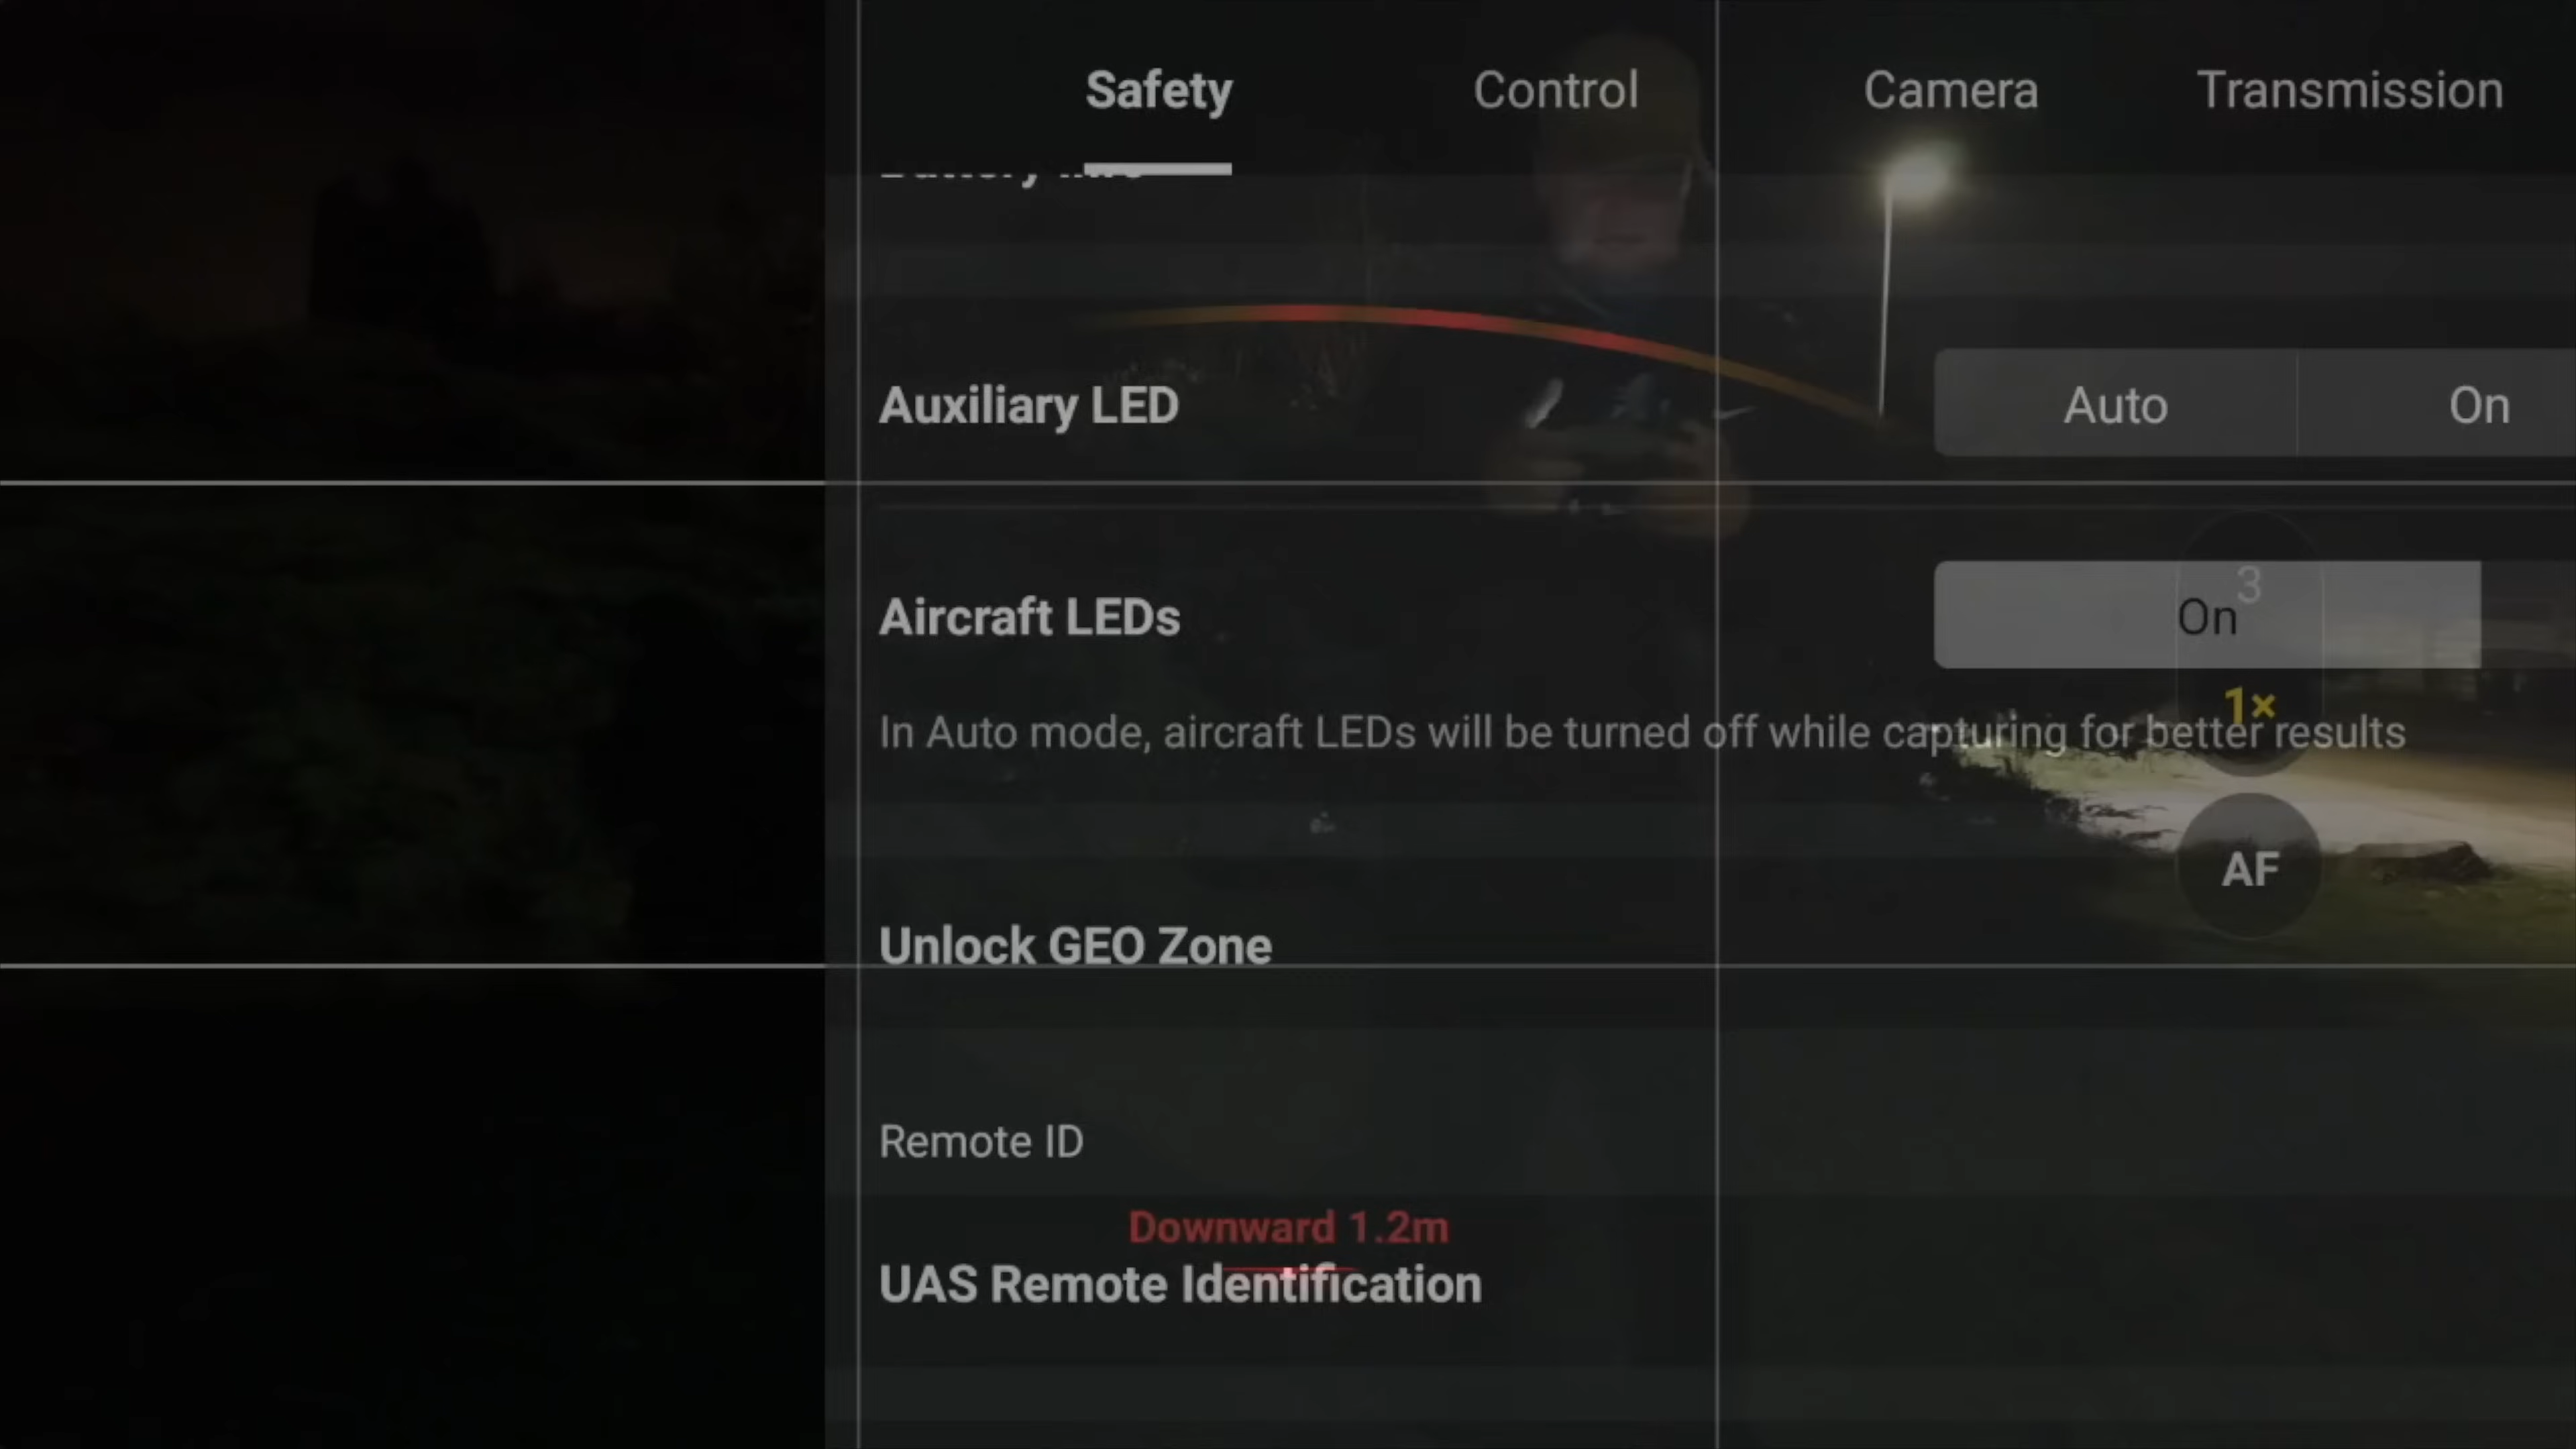 Safety Control Camera Transmission
Auxiliary LED Auto On
3
Aircraft LEDs On
1×
In Auto mode, aircraft LEDs will be turned off while capturing for better results
AF
Unlock GEO Zone
Remote ID
Downward 1.2m
UAS Remote Identification